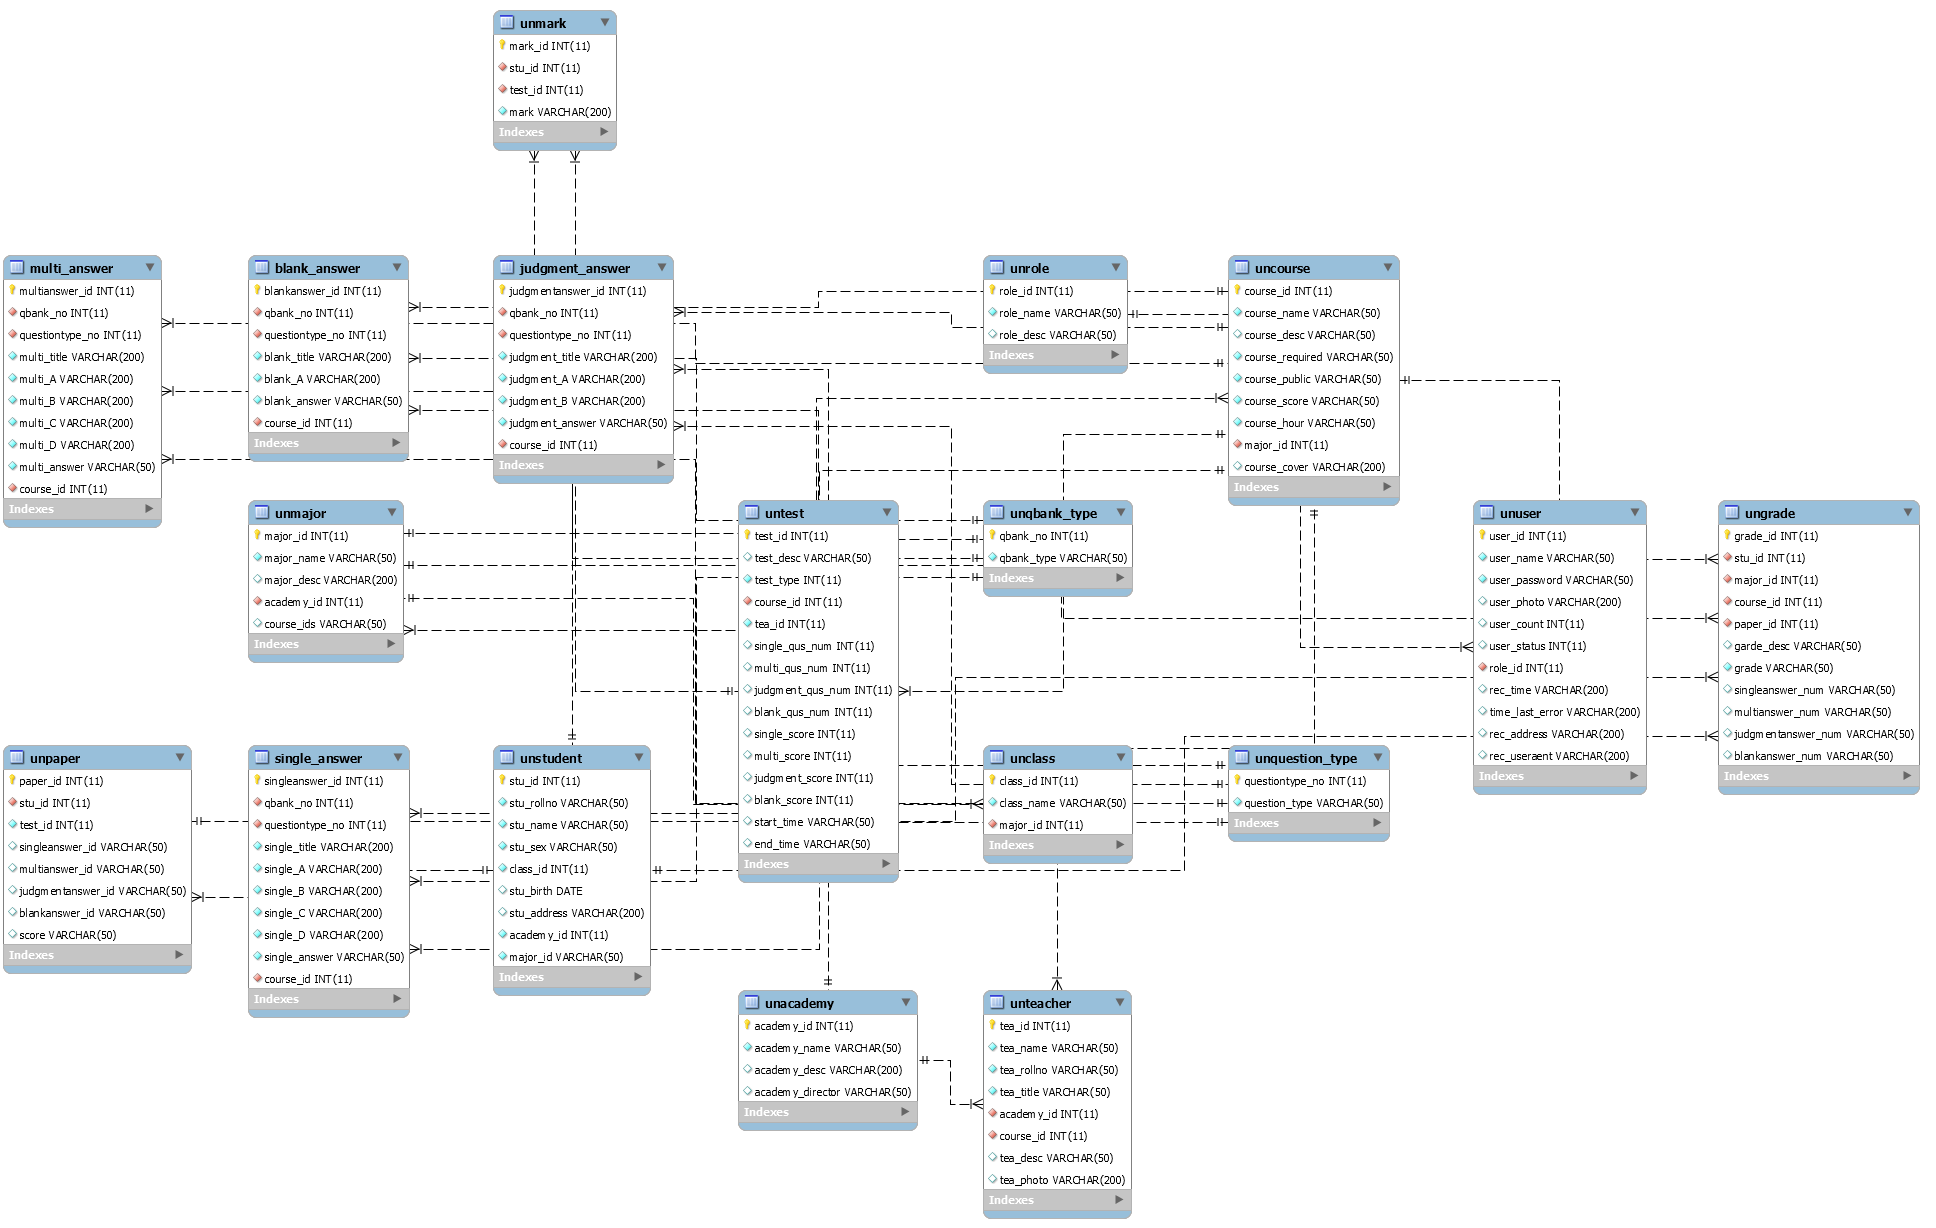 unmark
mark_id INT(11)
stu_id INT(11)
test_id INT(11)
mark VARCHAR(200)
Indexes
multi_answer
multianswer_id INT(11)
qbank_no INT(11)
questiontype_no INT(11)
multi_title VARCHAR(200)
multi_A VARCHAR(200)
multi_B VARCHAR(200)
multi_C VARCHAR(200)
multi_D VARCHAR(200)
multi_answer VARCHAR(50)
course_id INT(11)
Indexes
blank_answer
blankanswer_id INT(11)
qbank_no INT(11)
questiontype_no INT(11)
blank_title VARCHAR(200)
blank_A VARCHAR(200)
blank_answer VARCHAR(50)
course_id INT(11)
Indexes
judgment_answer
judgmentanswer_id INT(11)
qbank_no INT(11)
questiontype_no INT(11)
judgment_title VARCHAR(200)
judgment_A VARCHAR(200)
judgment_B VARCHAR(200)
judgment_answer VARCHAR(50)
course_id INT(11)
Indexes
unrole
role_id INT(11)
role_name VARCHAR(50)
role_desc VARCHAR(50)
Indexes
uncourse
course_id INT(11)
course_name VARCHAR(50)
course_desc VARCHAR(50)
course_required VARCHAR(50)
course_public VARCHAR(50)
course_score VARCHAR(50)
course_hour VARCHAR(50)
major_id INT(11)
course_cover VARCHAR(200)
Indexes
unmajor
major_id INT(11)
major_name VARCHAR(50)
major_desc VARCHAR(200)
academy_id INT(11)
course_ids VARCHAR(50)
Indexes
untest
test_id INT(11)
test_desc VARCHAR(50)
test_type INT(11)
course_id INT(11)
tea_id INT(11)
single_qus_num INT(11)
multi_qus_num INT(11)
judgment_qus_num INT(11)
blank_qus_num INT(11)
single_score INT(11)
multi_score INT(11)
judgment_score INT(11)
blank_score INT(11)
start_time VARCHAR(50)
end_time VARCHAR(50)
Indexes
unqbank_type
qbank_no INT(11)
qbank_type VARCHAR(50)
Indexes
unuser
user_id INT(11)
user_name VARCHAR(50)
user_password VARCHAR(50)
user_photo VARCHAR(200)
user_count INT(11)
user_status INT(11)
role_id INT(11)
rec_time VARCHAR(200)
time_last_error VARCHAR(200)
rec_address VARCHAR(200)
rec_useraent VARCHAR(200)
Indexes
ungrade
grade_id INT(11)
stu_id INT(11)
major_id INT(11)
course_id INT(11)
paper_id INT(11)
garde_desc VARCHAR(50)
grade VARCHAR(50)
singleanswer_num VARCHAR(50)
multianswer_num VARCHAR(50)
judgmentanswer_num VARCHAR(50)
blankanswer_num VARCHAR(50)
Indexes
unpaper
paper_id INT(11)
stu_id INT(11)
test_id INT(11)
singleanswer_id VARCHAR(50)
multianswer_id VARCHAR(50)
judgmentanswer_id VARCHAR(50)
blankanswer_id VARCHAR(50)
score VARCHAR(50)
Indexes
single_answer
singleanswer_id INT(11)
qbank_no INT(11)
questiontype_no INT(11)
single_title VARCHAR(200)
single_A VARCHAR(200)
single_B VARCHAR(200)
single_C VARCHAR(200)
single_D VARCHAR(200)
single_answer VARCHAR(50)
course_id INT(11)
Indexes
unstudent
stu_id INT(11)
stu_rollno VARCHAR(50)
stu_name VARCHAR(50)
stu_sex VARCHAR(50)
class_id INT(11)
stu_birth DATE
stu_address VARCHAR(200)
academy_id INT(11)
major_id VARCHAR(50)
Indexes
unclass
class_id INT(11)
class_name VARCHAR(50)
major_id INT(11)
Indexes
unquestion_type
questiontype_no INT(11)
question_type VARCHAR(50)
Indexes
unacademy
academy_id INT(11)
academy_name VARCHAR(50)
academy_desc VARCHAR(200)
academy_director VARCHAR(50)
Indexes
unteacher
tea_id INT(11)
tea_name VARCHAR(50)
tea_rollno VARCHAR(50)
tea_title VARCHAR(50)
academy_id INT(11)
course_id INT(11)
tea_desc VARCHAR(50)
tea_photo VARCHAR(200)
Indexes